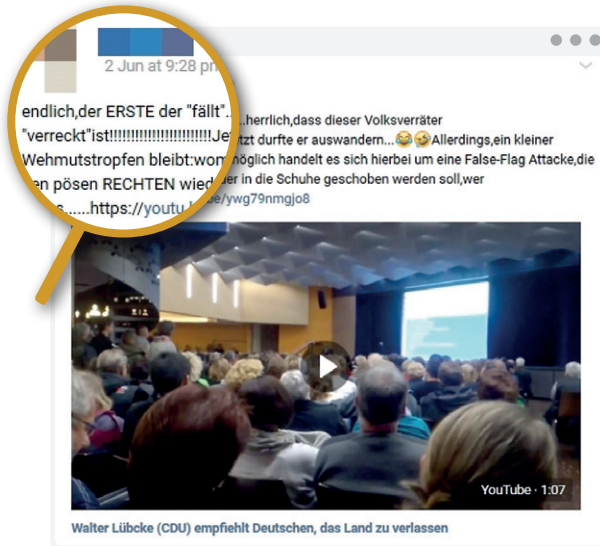 2 Jun at 9:28 pm
endlich,der ERSTE der "fällt".. ..herrlich,dass dieser Volksverräter
"verreckt"ist!!!!!!!!!!!!!!!!!!!!!!!!Jetzt durfte er auswandern...😂🤣Allerdings,ein kleiner
Wehmutstropfen bleibt:womöglich handelt es sich hierbei um eine False-Flag Attacke,die
pösen RECHTEN wieder in die Schuhe geschoben werden soll,wer
......https://youtu.be/ywg79nmgjo8
YouTube · 1:07
Walter Lübcke (CDU) empfiehlt Deutschen, das Land zu verlassen